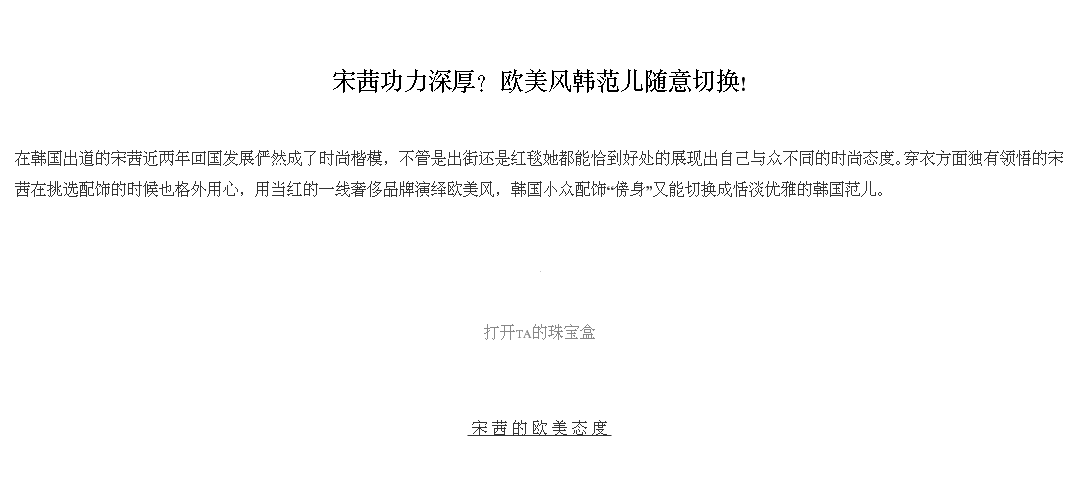 宋茜功力深厚？欧美风韩范儿随意切换!
在韩国出道的宋茜近两年回国发展俨然成了时尚楷模，不管是出街还是红毯她都能恰到好处的展现出自己与众不同的时尚态度。穿衣方面独有领悟的宋
茜在挑选配饰的时候也格外用心，用当红的一线奢侈品牌演绎欧美风，韩国小众配饰“傍身”又能切换成恬淡优雅的韩国范儿。
打开TA的珠宝盒
宋茜的欧美态度